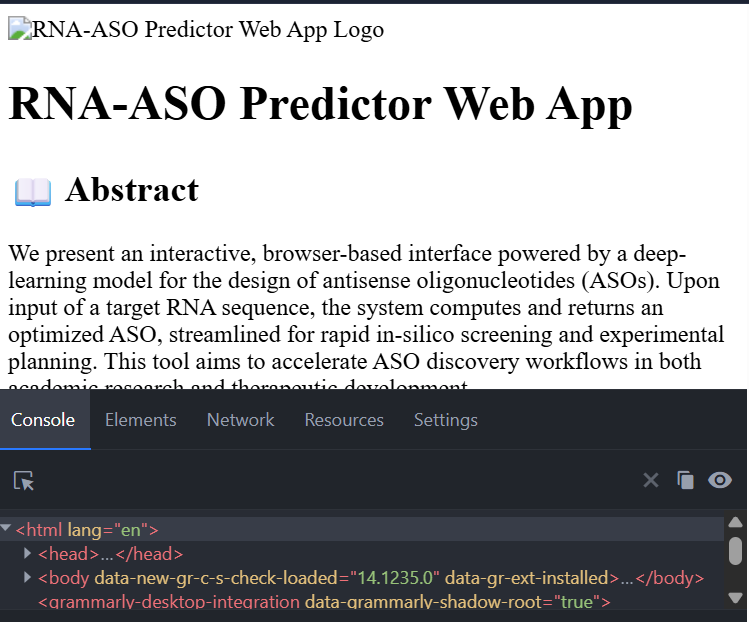 RNA-ASO Predictor Web App Logo
RNA-ASO Predictor Web App
📖 Abstract
We present an interactive, browser-based interface powered by a deep-
learning model for the design of antisense oligonucleotides (ASOs). Upon
input of a target RNA sequence, the system computes and returns an
optimized ASO, streamlined for rapid in-silico screening and experimental
planning. This tool aims to accelerate ASO discovery workflows in both
academic research and therapeutic development.
Console Elements Network Resources Settings
<html lang="en">
<head>...</head>
<body data-new-gr-c-s-check-loaded="14.1235.0" data-gr-ext-installed>...</body>
<grammarly-desktop-integration data-grammarly-shadow-root="true">